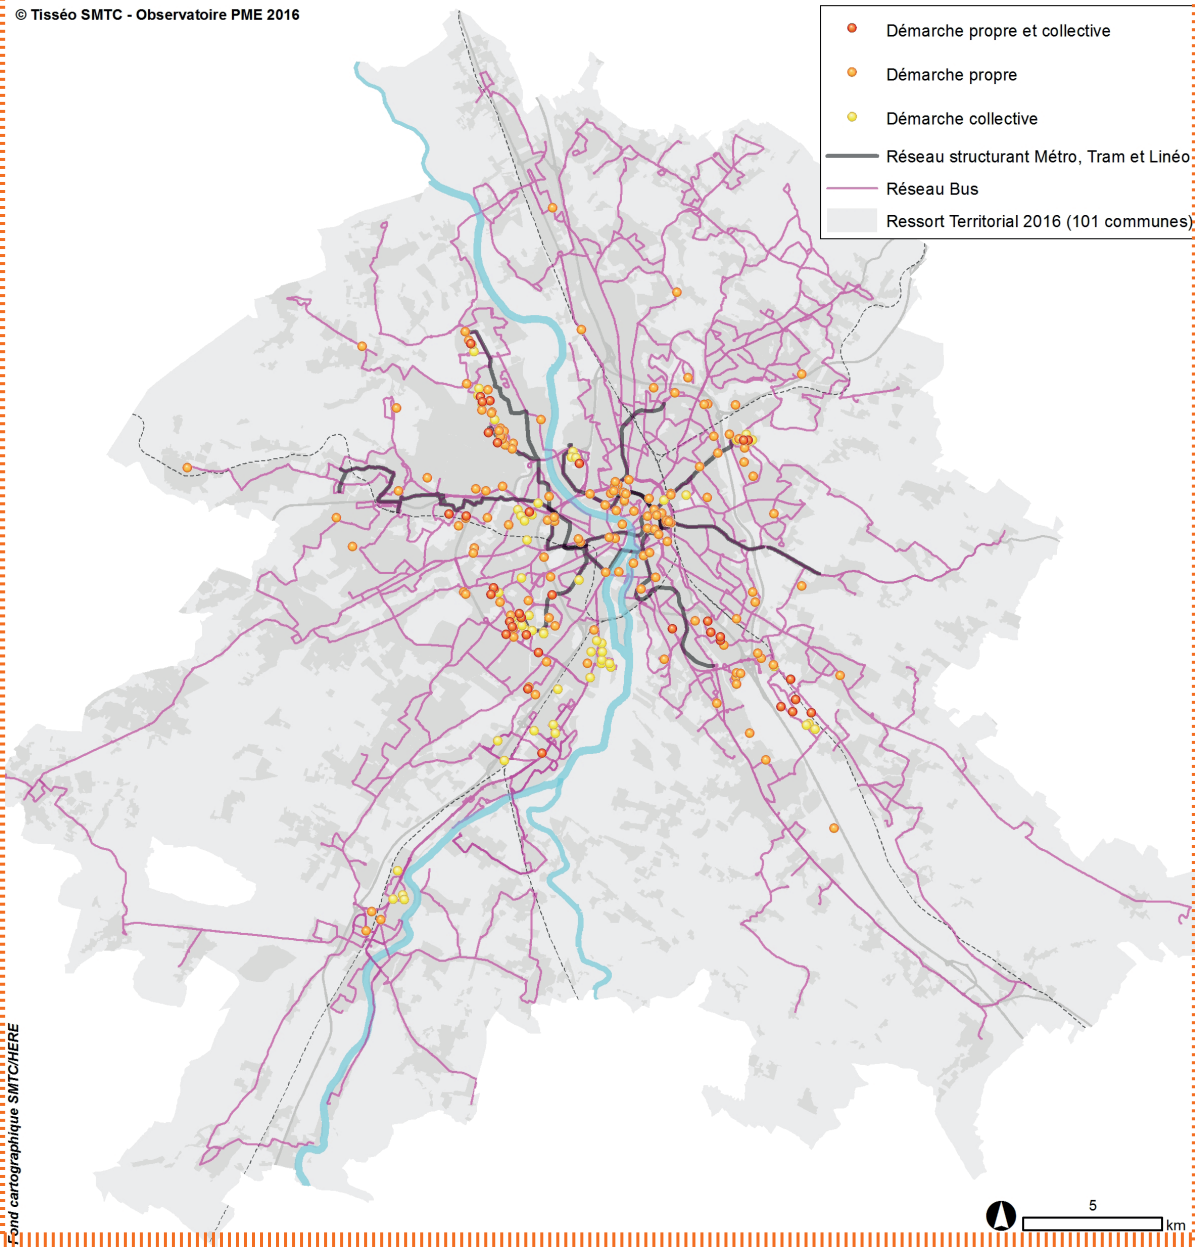 © Tisséo SMTC - Observatoire PME 2016
Démarche propre et collective
Démarche propre
Démarche collective
Réseau structurant Métro, Tram et Linéo
Réseau Bus
Ressort Territorial 2016 (101 communes)
Fond cartographique SMTC/HERE
5
km